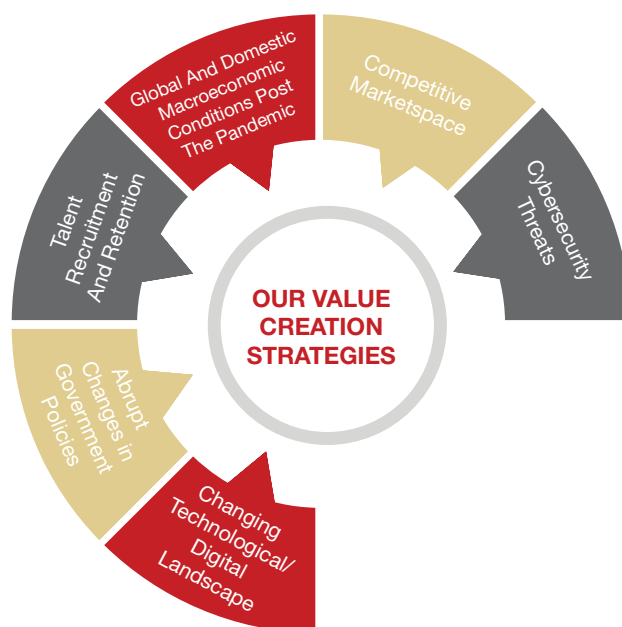 Global And Domestic
Macroeconomic
Conditions Post
The Pandemic
Competitive
Marketspace
Cybersecurity
Threats
Talent
Recruitment
And Retention
OUR VALUE
CREATION
STRATEGIES
Abrupt
Changes in
Government
Policies
Changing
Technological/
Digital
Landscape